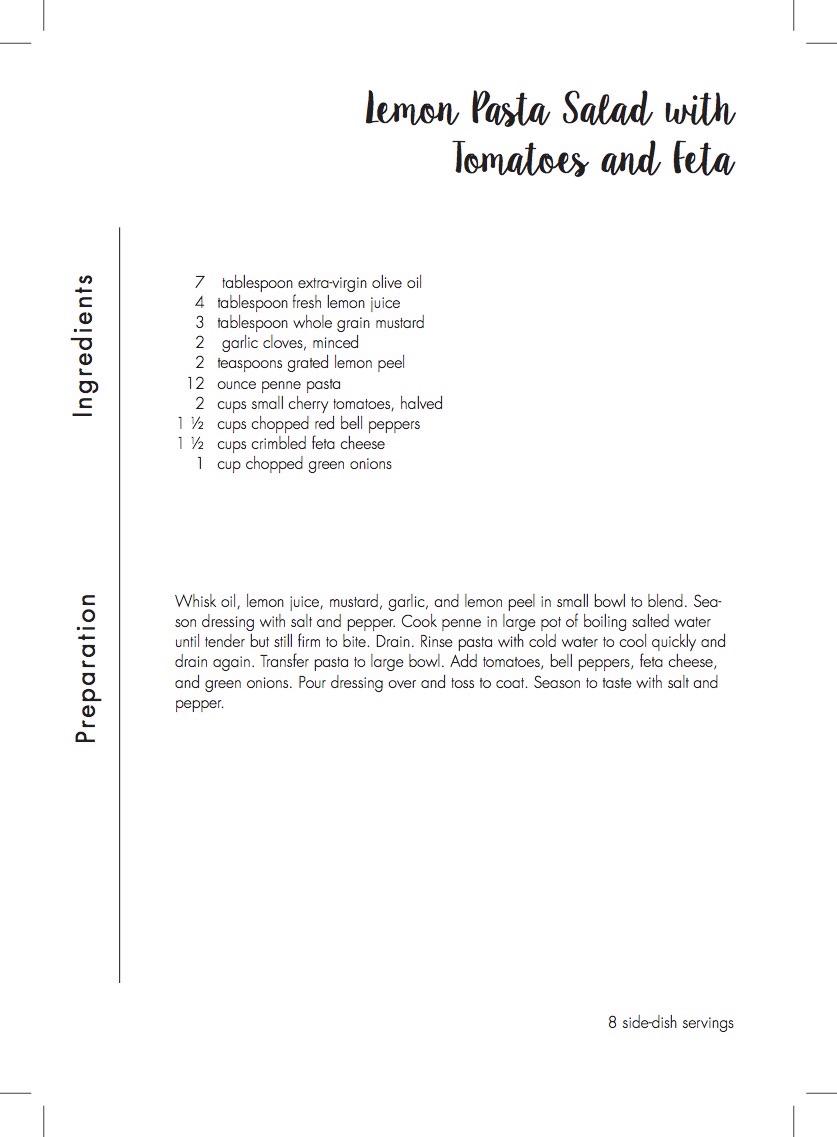 Lemon Pasta Salad with
Tomatoes and Feta
Ingredients
7 tablespoon extra-virgin olive oil
4 tablespoon fresh lemon juice
3 tablespoon whole grain mustard
2 garlic cloves, minced
2 teaspoons grated lemon peel
12 ounce penne pasta
2 cups small cherry tomatoes, halved
1 ½ cups chopped red bell peppers
1 ½ cups crimbled feta cheese
1 cup chopped green onions
Preparation
Whisk oil, lemon juice, mustard, garlic, and lemon peel in small bowl to blend. Sea-
son dressing with salt and pepper. Cook penne in large pot of boiling salted water
until tender but still firm to bite. Drain. Rinse pasta with cold water to cool quickly and
drain again. Transfer pasta to large bowl. Add tomatoes, bell peppers, feta cheese,
and green onions. Pour dressing over and toss to coat. Season to taste with salt and
pepper.
8 side-dish servings